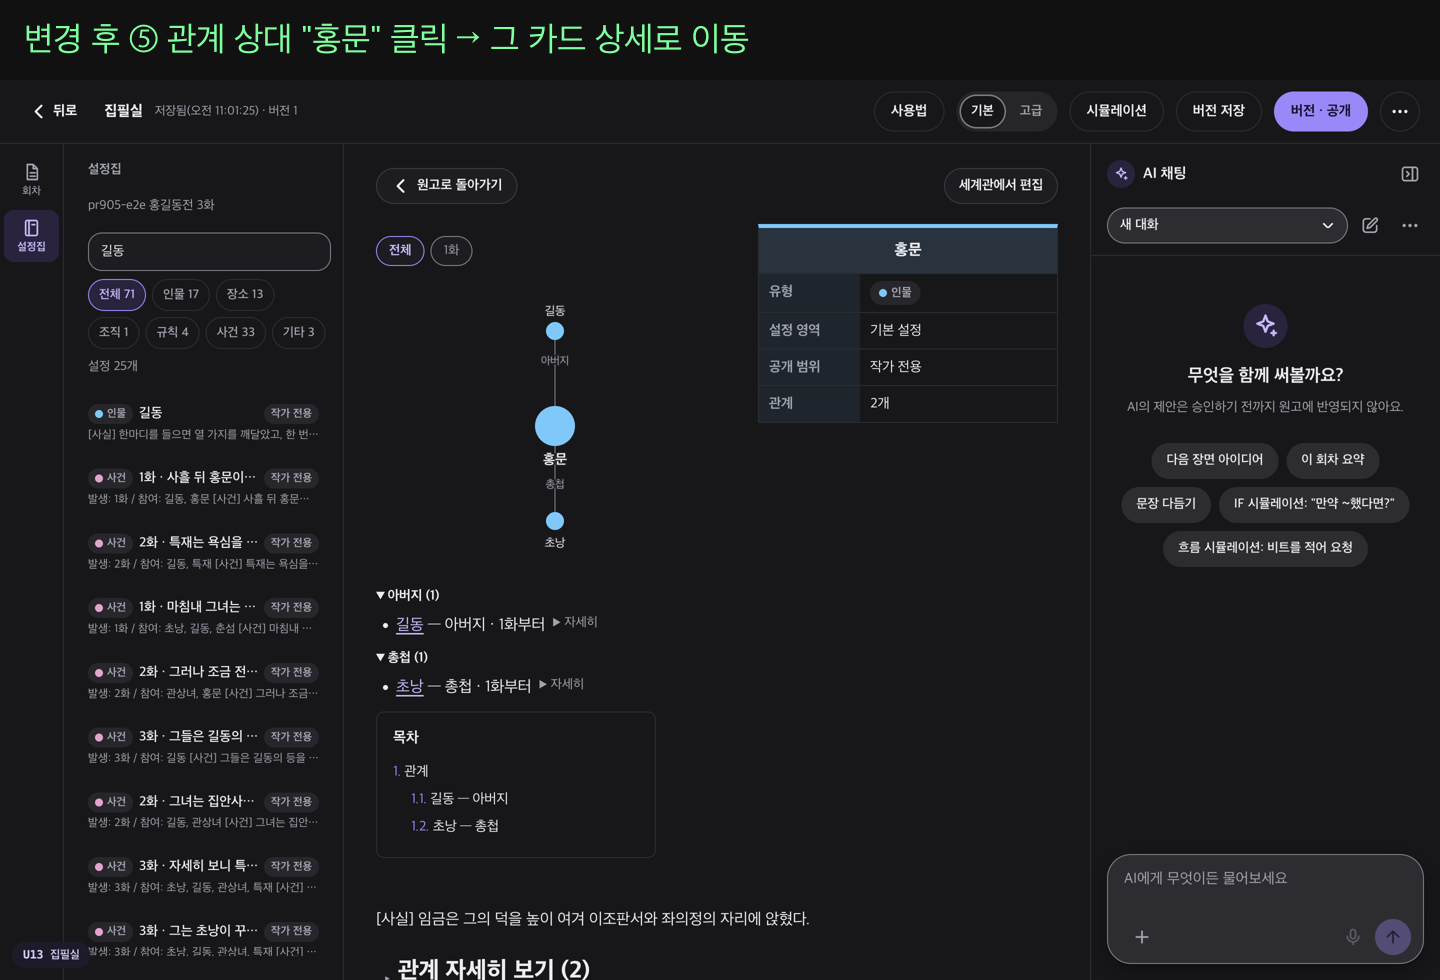 변경 후 ⑤ 관계 상대 "홍문" 클릭 → 그 카드 상세로 이동
뒤로
집필실
저장됨(오전 11:01:25) · 버전 1
사용법
기본
고급
시뮬레이션
버전 저장
버전 · 공개
회차
설정집
설정집
pr905-e2e 홍길동전 3화
길동
전체 71
인물 17
장소 13
조직 1
규칙 4
사건 33
기타 3
설정 25개
인물 길동 작가 전용
[사실] 한마디를 들으면 열 가지를 깨달았고, 한 번…
사건 1화 · 사흘 뒤 홍문이… 작가 전용
발생: 1화 / 참여: 길동, 홍문 [사건] 사흘 뒤 홍문…
사건 2화 · 특재는 욕심을 … 작가 전용
발생: 2화 / 참여: 길동, 특재 [사건] 특재는 욕심을…
사건 1화 · 마침내 그녀는 … 작가 전용
발생: 1화 / 참여: 초낭, 길동, 춘섬 [사건] 마침내 …
사건 2화 · 그러나 조금 전… 작가 전용
발생: 2화 / 참여: 관상녀, 홍문 [사건] 그러나 조금…
사건 3화 · 그들은 길동의 … 작가 전용
발생: 3화 / 참여: 길동 [사건] 그들은 길동의 등을 …
사건 2화 · 그녀는 집안사… 작가 전용
발생: 2화 / 참여: 길동, 관상녀 [사건] 그녀는 집안…
사건 3화 · 자세히 보니 특… 작가 전용
발생: 3화 / 참여: 초낭, 길동, 관상녀, 특재 [사건] …
사건 3화 · 그는 초낭이 꾸… 작가 전용
발생: 3화 / 참여: 초낭, 길동, 관상녀, 특재 [사건] …
U13 집필실
원고로 돌아가기
세계관에서 편집
전체
1화
길동
아버지
홍문
총첩
초낭
홍문
유형 인물
설정 영역 기본 설정
공개 범위 작가 전용
관계 2개
▼ 아버지 (1)
• 길동 — 아버지 · 1화부터 ▶ 자세히
▼ 총첩 (1)
• 초낭 — 총첩 · 1화부터 ▶ 자세히
목차
1. 관계
1.1. 길동 — 아버지
1.2. 초낭 — 총첩
[사실] 임금은 그의 덕을 높이 여겨 이조판서와 좌의정의 자리에 앉혔다.
관계 자세히 보기 (2)
AI 채팅
새 대화
무엇을 함께 써볼까요?
AI의 제안은 승인하기 전까지 원고에 반영되지 않아요.
다음 장면 아이디어
이 회차 요약
문장 다듬기
IF 시뮬레이션: "만약 ~했다면?"
흐름 시뮬레이션: 비트를 적어 요청
AI에게 무엇이든 물어보세요